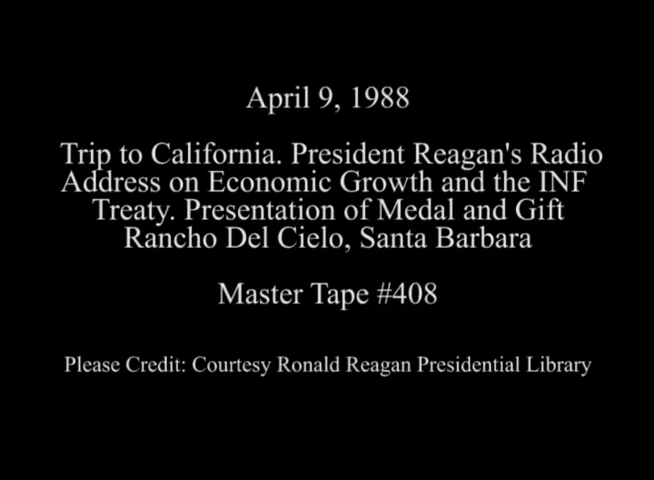 April 9, 1988
Trip to California. President Reagan's Radio
Address on Economic Growth and the INF
Treaty. Presentation of Medal and Gift
Rancho Del Cielo, Santa Barbara
Master Tape #408
Please Credit: Courtesy Ronald Reagan Presidential Library